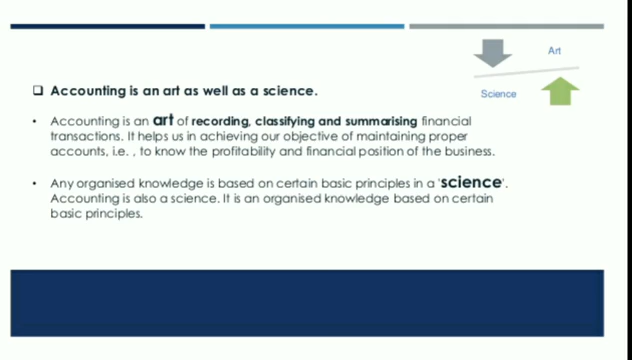 Art
Science
❑ Accounting is an art as well as a science.
• Accounting is an art of recording, classifying and summarising financial
transactions. It helps us in achieving our objective of maintaining proper
accounts, i.e. , to know the profitability and financial position of the business.
• Any organised knowledge is based on certain basic principles in a 'science'.
Accounting is also a science. It is an organised knowledge based on certain
basic principles.